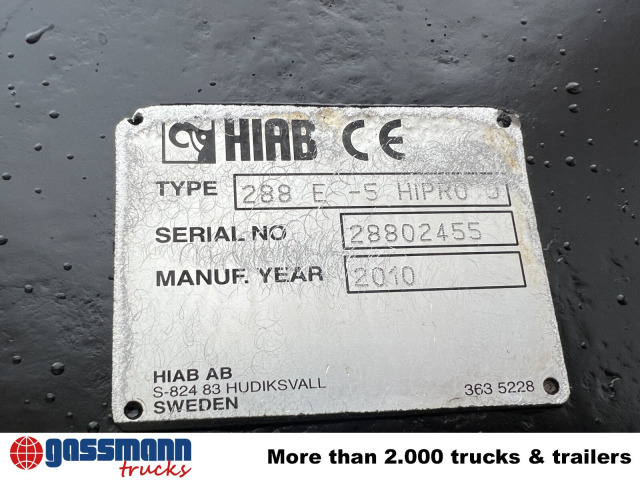 HIAB CE
TYPE 288 E -5 HIPRO
SERIAL NO 28802455
MANUF. YEAR 2010
HIAB AB
S-824 83 HUDIKSVALL 363 5228
SWEDEN
gassmann
trucks
More than 2.000 trucks & trailers